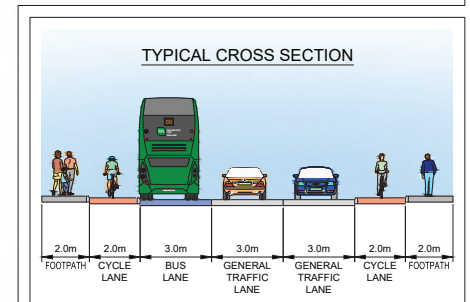 TYPICAL CROSS SECTION
2.0m 2.0m 3.0m 3.0m 3.0m 2.0m 2.0m
FOOTPATH CYCLE BUS GENERAL GENERAL CYCLE FOOTPATH
LANE LANE TRAFFIC TRAFFIC LANE
LANE LANE